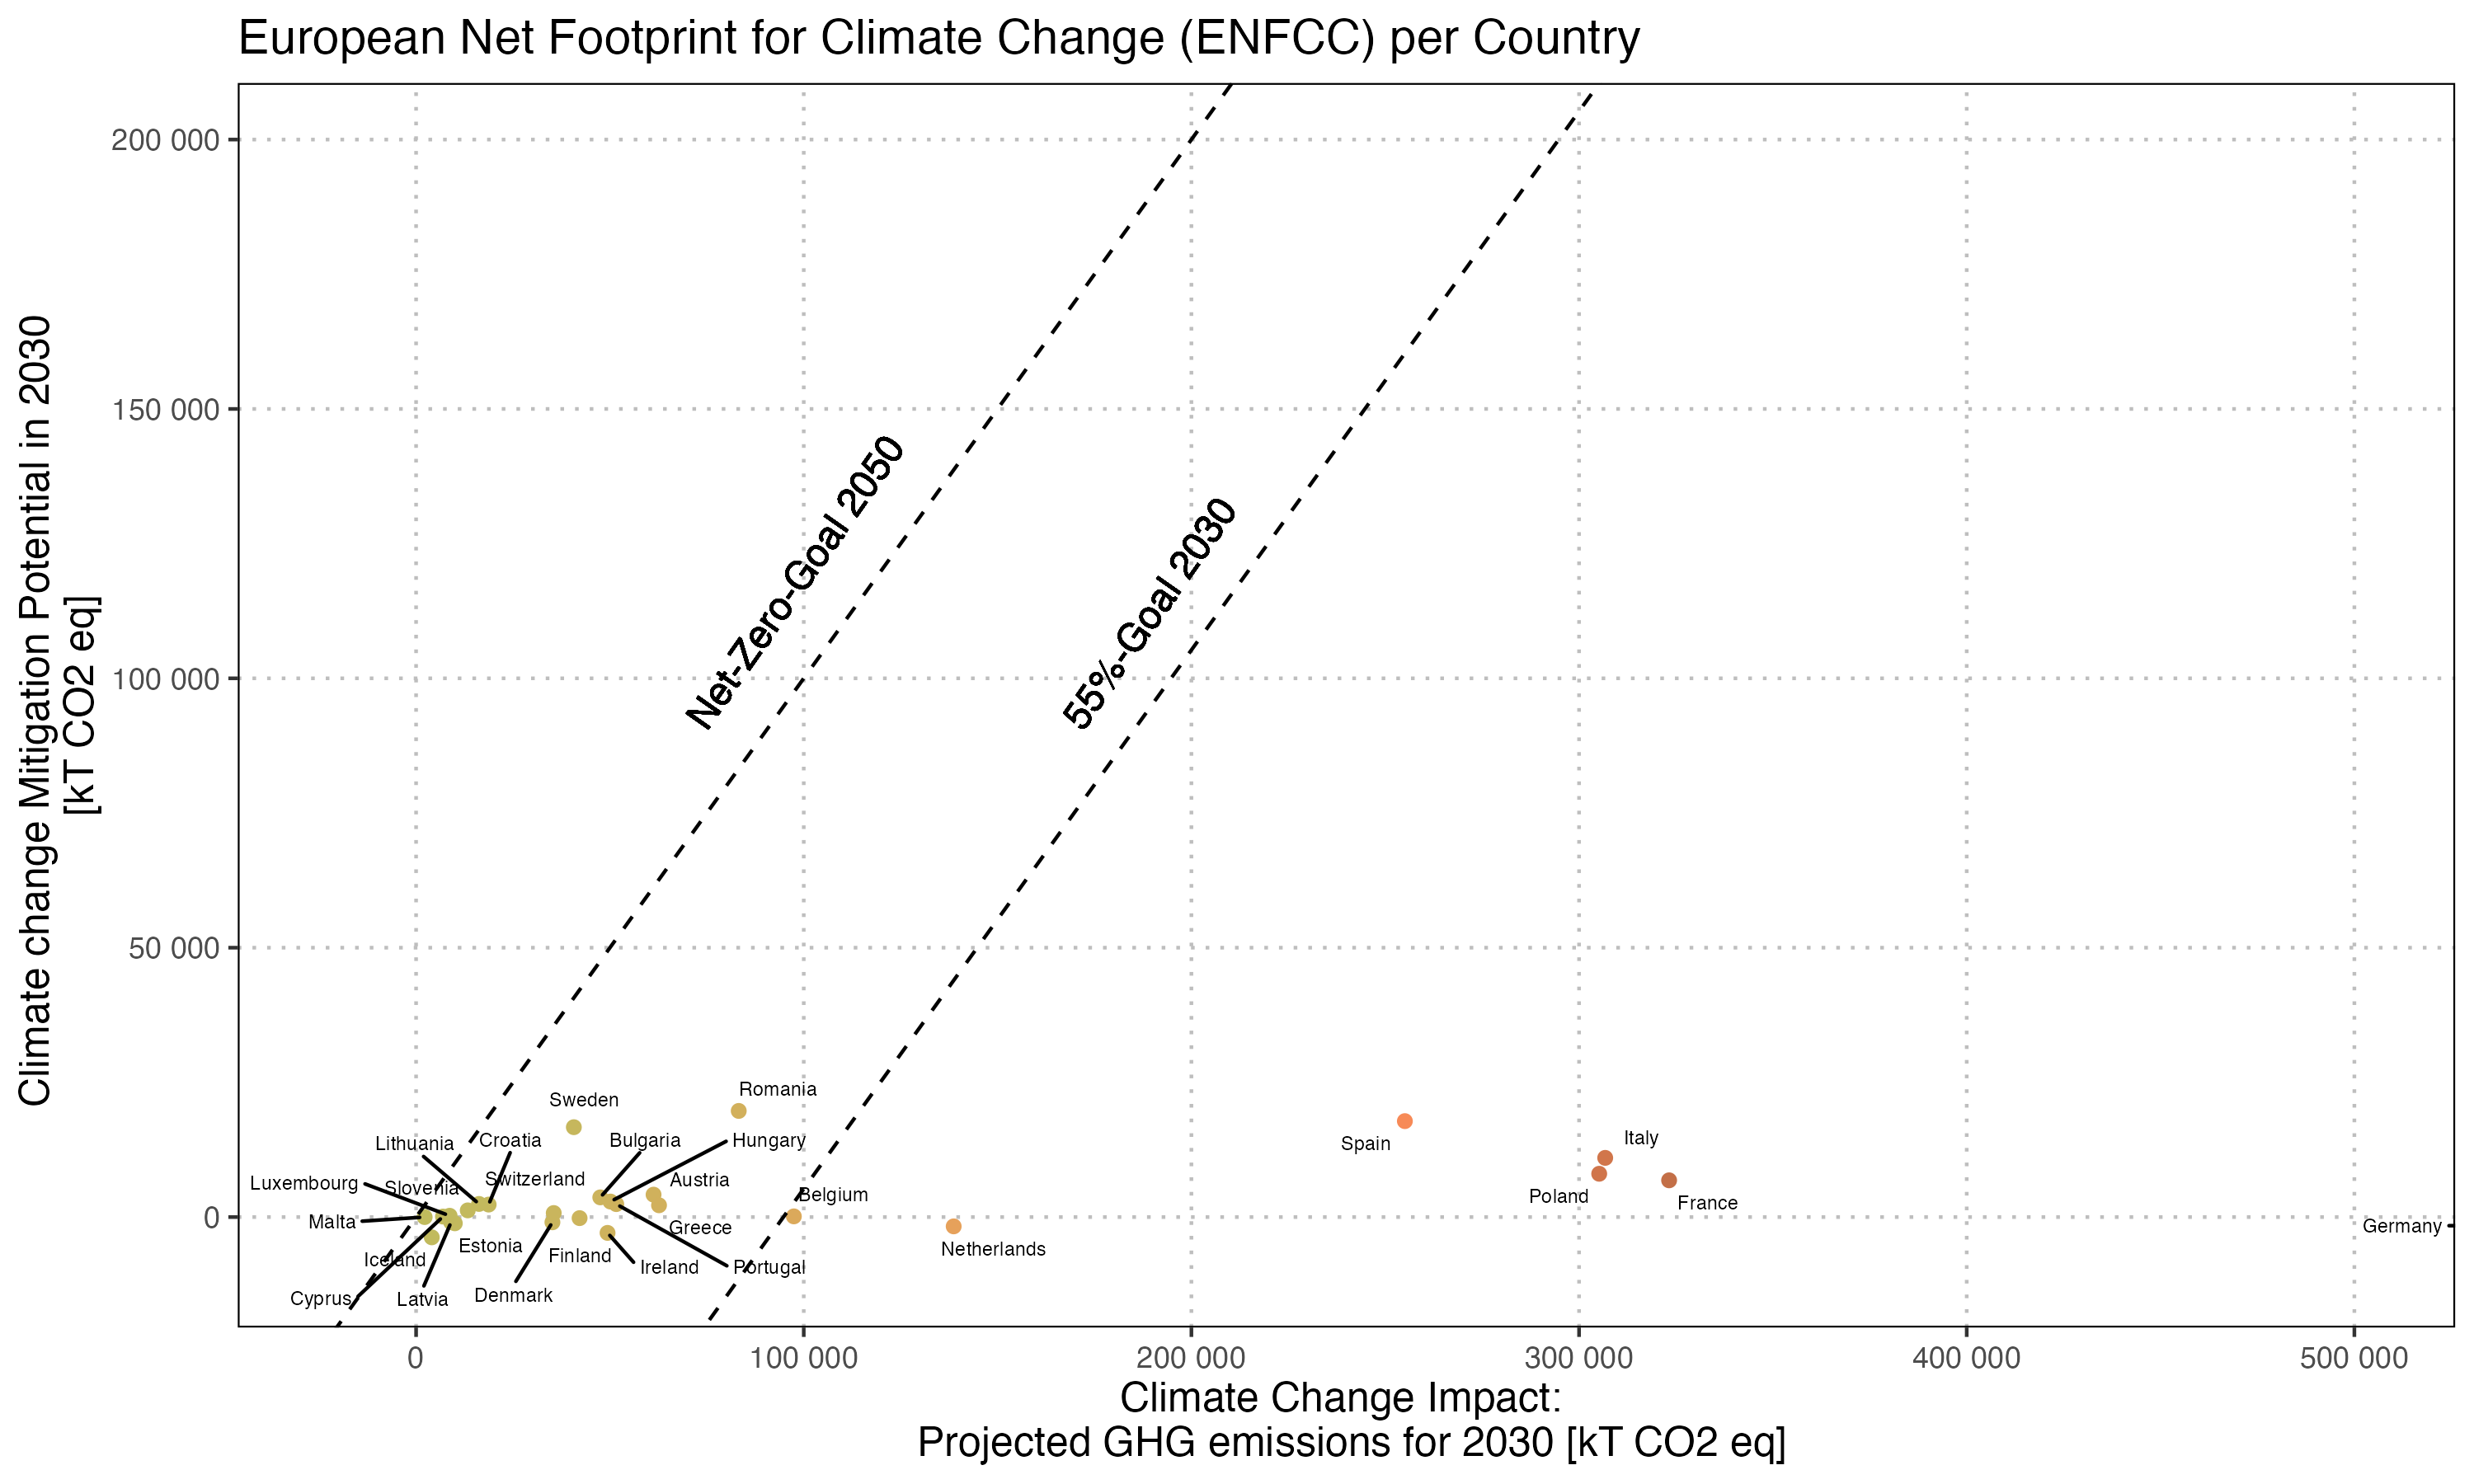 European Net Footprint for Climate Change (ENFCC) per Country
Climate change Mitigation Potential in 2030
[kT CO2 eq]
200 000
150 000
100 000
50 000
0
Net-Zero-Goal 2050
55%-Goal 2030
Romania
Sweden
Lithuania
Croatia
Bulgaria
Hungary
Italy
Spain
Luxembourg
Slovenia
Switzerland
Austria
Belgium
Poland
France
Malta
Greece
Germany
Iceland
Estonia
Finland
Ireland
Portugal
Netherlands
Cyprus
Latvia
Denmark
0
100 000
200 000
300 000
400 000
500 000
Climate Change Impact:
Projected GHG emissions for 2030 [kT CO2 eq]